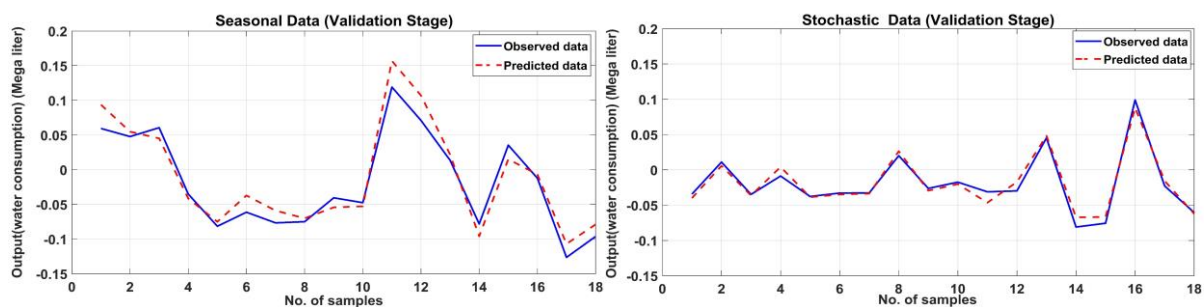 Seasonal Data (Validation Stage)
Output(water consumption) (Mega liter)
0.2
0.15
0.1
0.05
0
-0.05
-0.1
-0.15
Observed data
Predicted data
0 2 4 6 8 10 12 14 16 18
No. of samples
Stochastic Data (Validation Stage)
Output(water consumption) (Mega liter)
0.2
0.15
0.1
0.05
0
-0.05
-0.1
-0.15
Observed data
Predicted data
0 2 4 6 8 10 12 14 16 18
No. of samples